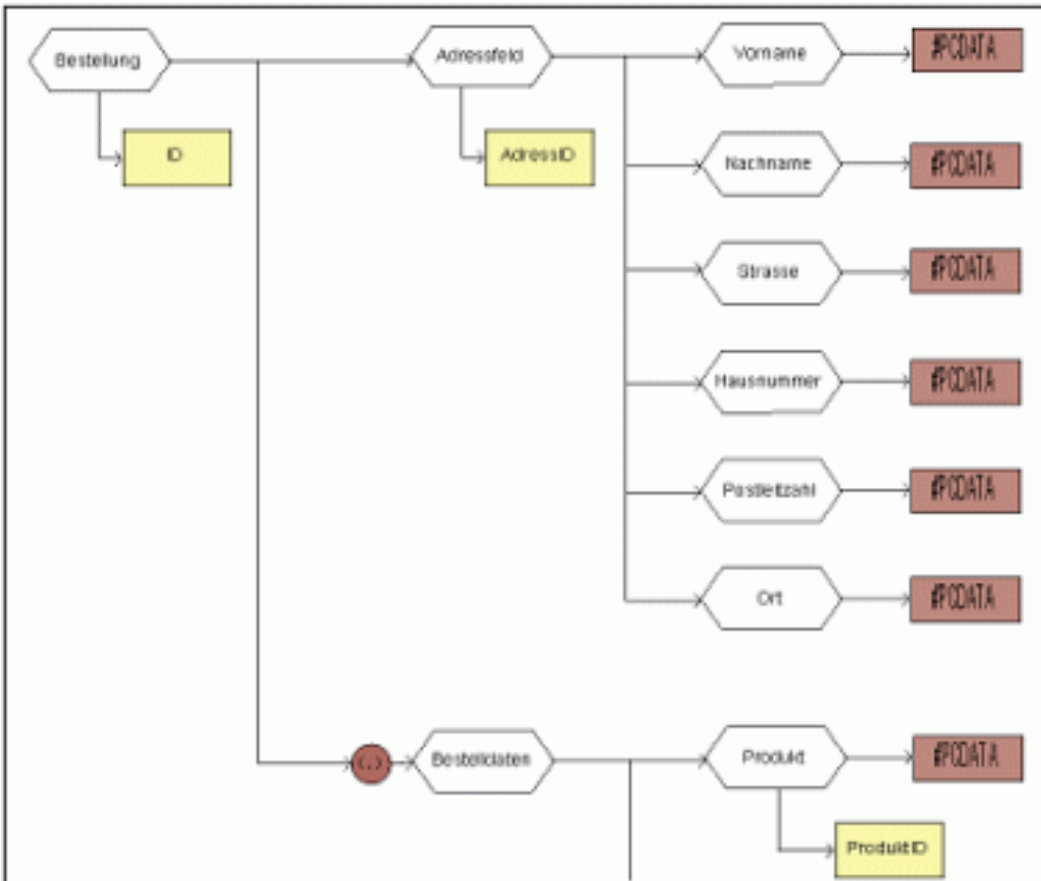 Bestellung
Adressfeld
Vorname
#PCDATA
ID
AdressID
Nachname
#PCDATA
Strasse
#PCDATA
Hausnummer
#PCDATA
Postleitzahl
#PCDATA
Ort
#PCDATA
Bestelldaten
Produkt
#PCDATA
ProduktID